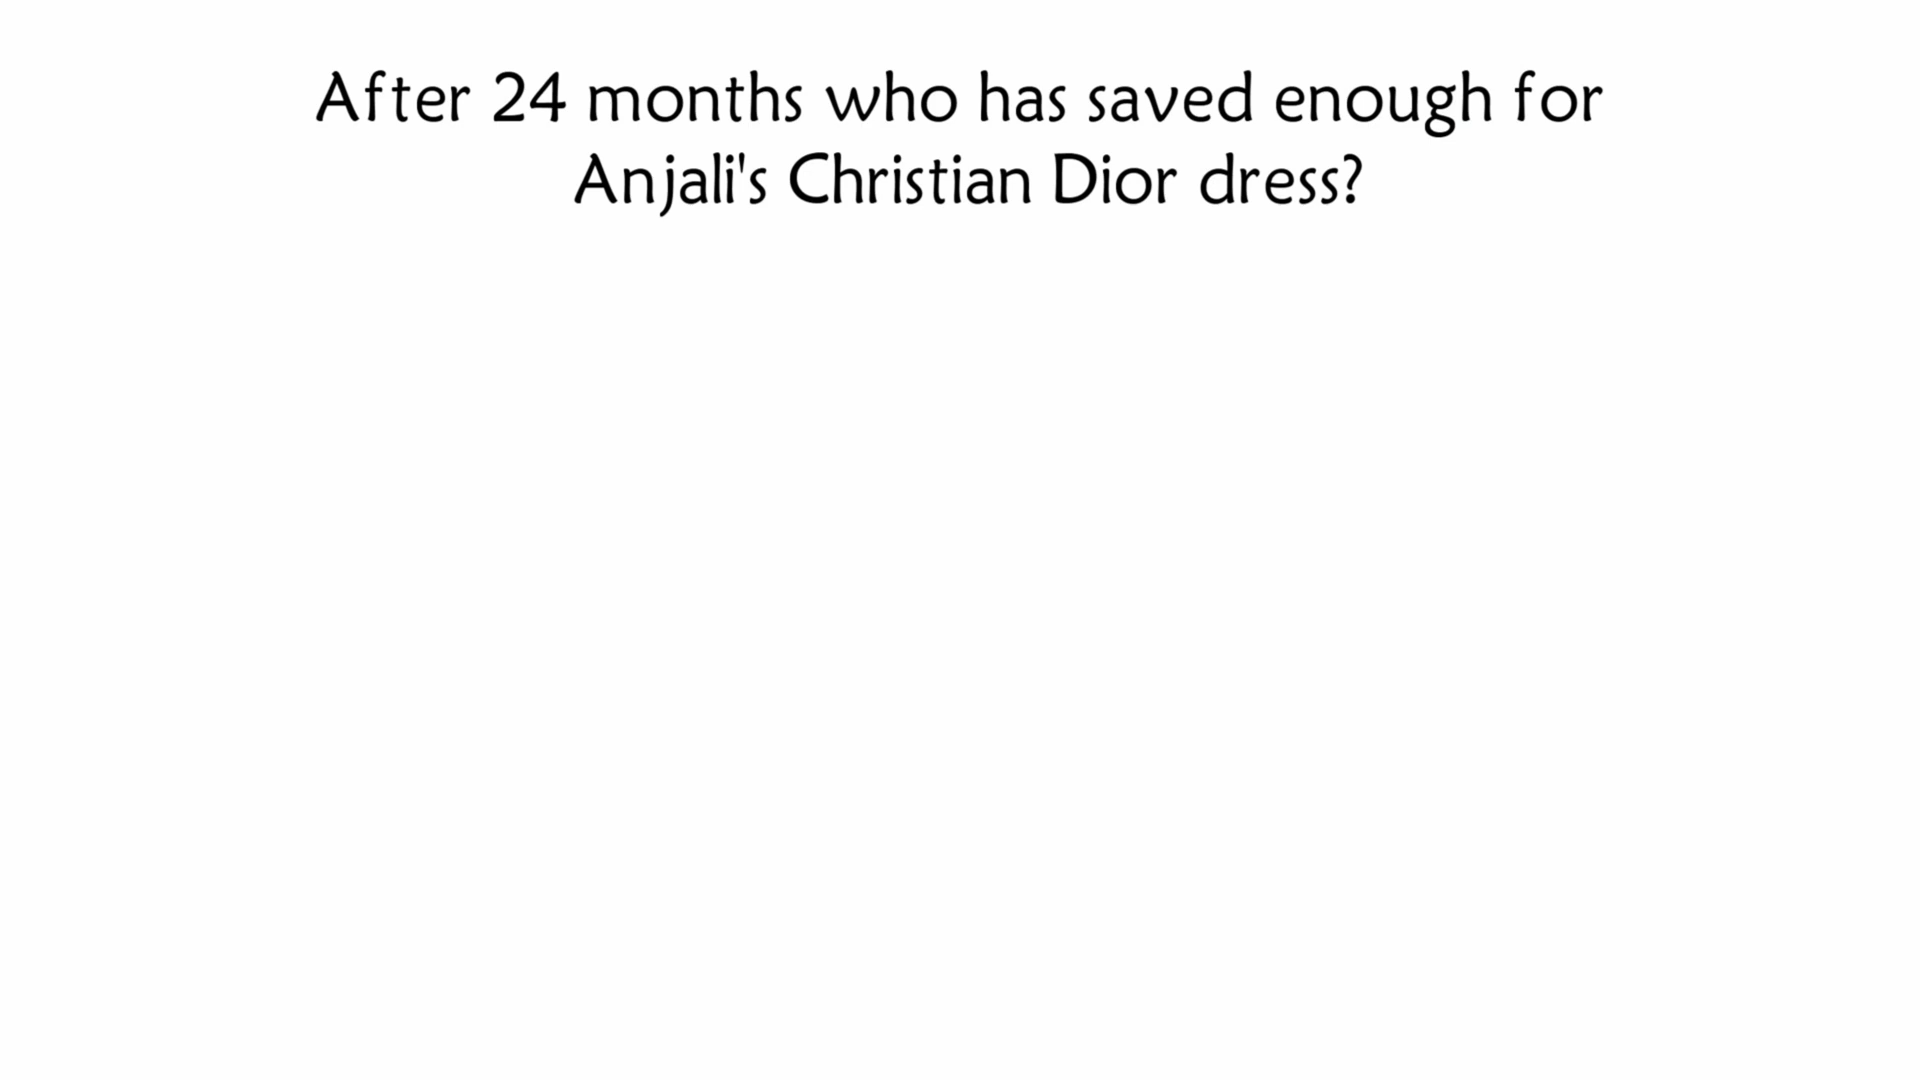 After 24 months who has saved enough for
Anjali's Christian Dior dress?